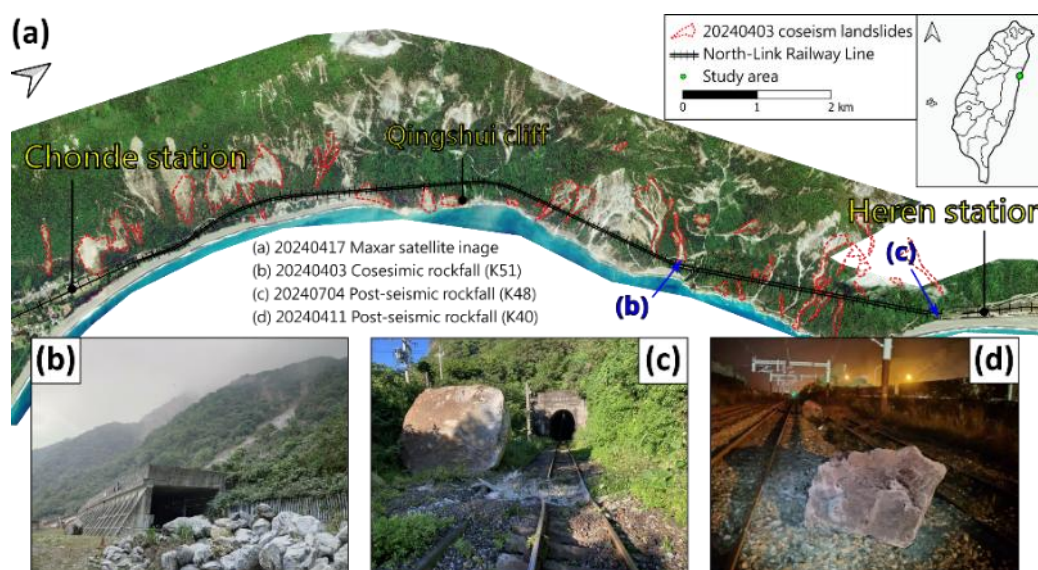 (a)
20240403 coseism landslides
North-Link Railway Line
Study area
0 1 2 km
Chonde station
Qingshui cliff
Heren station
(a) 20240417 Maxar satellite inage
(b) 20240403 Cosesimic rockfall (K51)
(c) 20240704 Post-seismic rockfall (K48)
(d) 20240411 Post-seismic rockfall (K40)
(b)
(c)
(b)
(c)
(d)